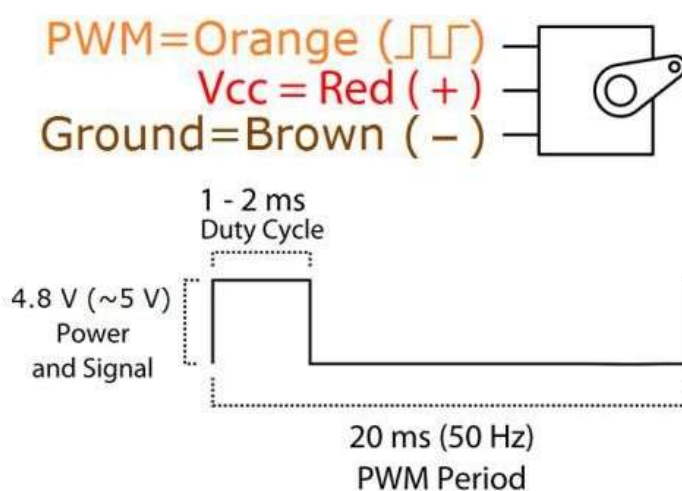 PWM=Orange (⎍⎍)
Vcc = Red ( + )
Ground=Brown ( − )
1 - 2 ms
Duty Cycle
4.8 V (~5 V)
Power
and Signal
20 ms (50 Hz)
PWM Period